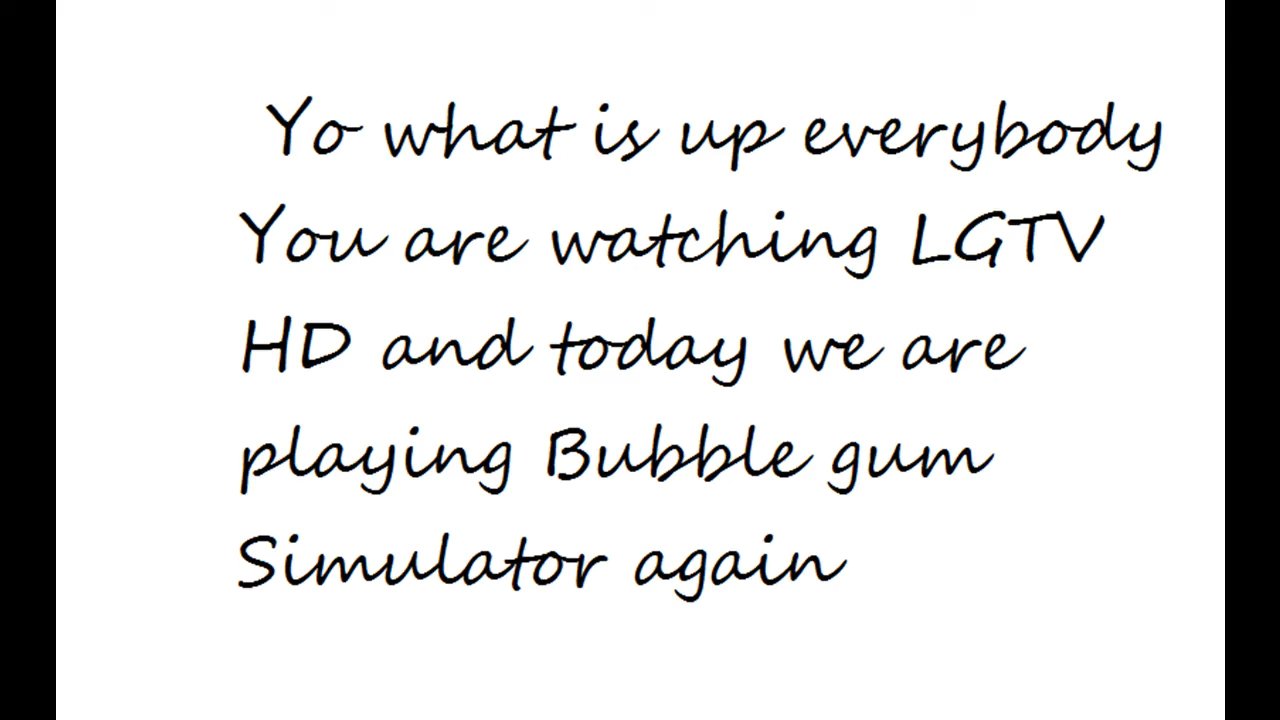 Yo what is up everybody
You are watching LGTV
HD and today we are
playing Bubble gum
Simulator again